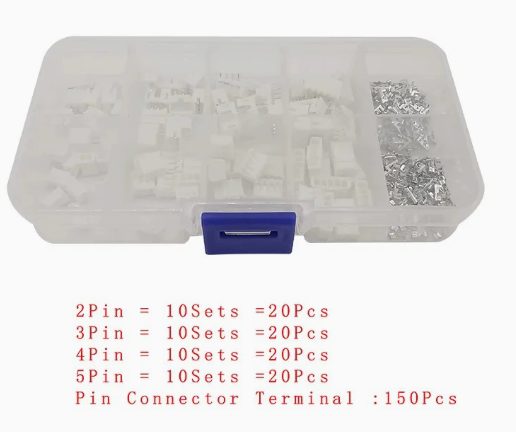 2Pin = 10Sets =20Pcs
3Pin = 10Sets =20Pcs
4Pin = 10Sets =20Pcs
5Pin = 10Sets =20Pcs
Pin Connector Terminal :150Pcs